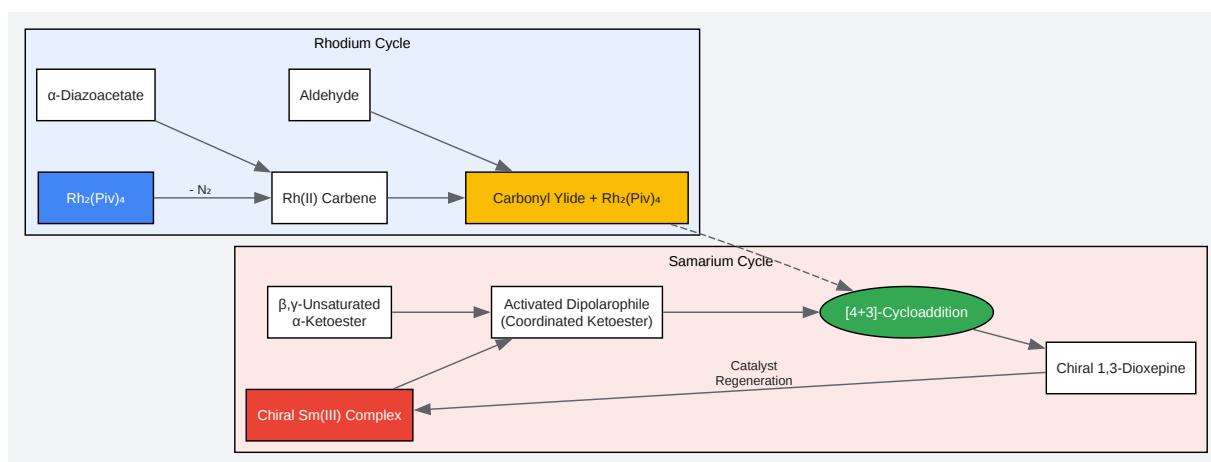 Rhodium Cycle
α-Diazoacetate
Aldehyde
Rh₂(Piv)₄
- N₂
Rh(II) Carbene
Carbonyl Ylide + Rh₂(Piv)₄
Samarium Cycle
β,γ-Unsaturated
α-Ketoester
Activated Dipolarophile
(Coordinated Ketoester)
[4+3]-Cycloaddition
Chiral 1,3-Dioxepine
Catalyst
Regeneration
Chiral Sm(III) Complex